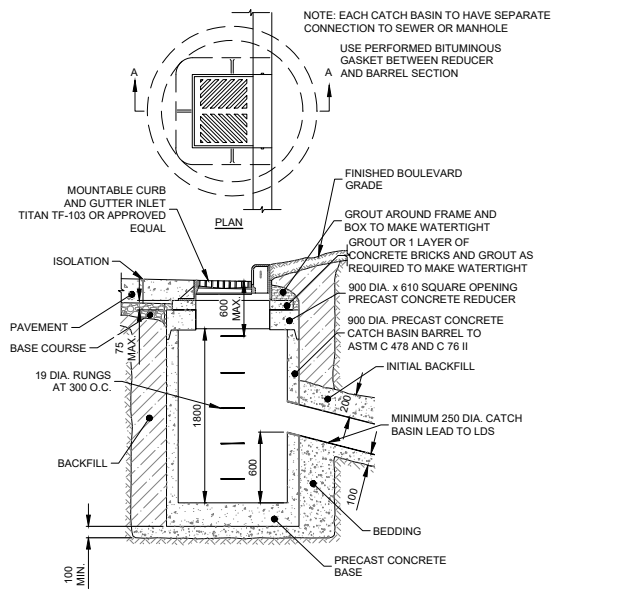 NOTE: EACH CATCH BASIN TO HAVE SEPARATE
CONNECTION TO SEWER OR MANHOLE
USE PERFORMED BITUMINOUS
GASKET BETWEEN REDUCER
AND BARREL SECTION
A
A
PLAN
MOUNTABLE CURB
AND GUTTER INLET
TITAN TF-103 OR APPROVED
EQUAL
FINISHED BOULEVARD
GRADE
GROUT AROUND FRAME AND
BOX TO MAKE WATERTIGHT
GROUT OR 1 LAYER OF
CONCRETE BRICKS AND GROUT AS
REQUIRED TO MAKE WATERTIGHT
ISOLATION
900 DIA. x 610 SQUARE OPENING
PRECAST CONCRETE REDUCER
600
MAX.
PAVEMENT
BASE COURSE
75
MAX
900 DIA. PRECAST CONCRETE
CATCH BASIN BARREL TO
ASTM C 478 AND C 76 II
INITIAL BACKFILL
19 DIA. RUNGS
AT 300 O.C.
1800
200
MINIMUM 250 DIA. CATCH
BASIN LEAD TO LDS
600
BACKFILL
100
BEDDING
PRECAST CONCRETE
BASE
100
MIN.